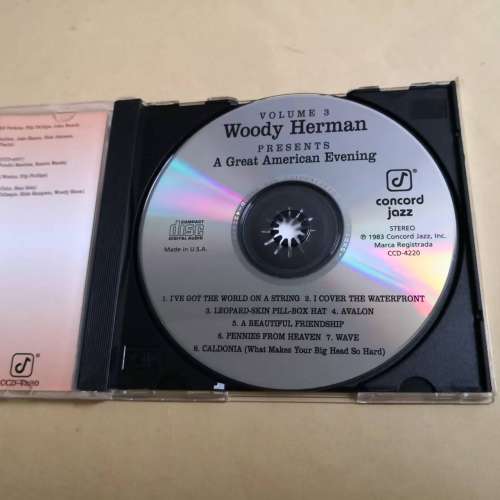 VOLUME 3
Woody Herman
PRESENTS
A Great American Evening
COMPACT
disc
DIGITAL AUDIO
Made in U.S.A.
concord
jazz
STEREO
℗ 1983 Concord Jazz, Inc.
Marca Registrada
CCD-4220
1. I'VE GOT THE WORLD ON A STRING 2. I COVER THE WATERFRONT
3. LEOPARD-SKIN PILL-BOX HAT 4. AVALON
5. A BEAUTIFUL FRIENDSHIP
6. PENNIES FROM HEAVEN 7. WAVE
8. CALDONIA (What Makes Your Big Head So Hard)
CCD-4220